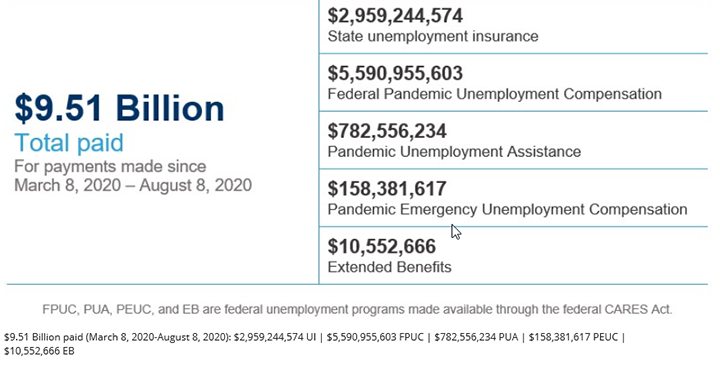 $9.51 Billion
Total paid
For payments made since
March 8, 2020 – August 8, 2020
$2,959,244,574
State unemployment insurance
$5,590,955,603
Federal Pandemic Unemployment Compensation
$782,556,234
Pandemic Unemployment Assistance
$158,381,617
Pandemic Emergency Unemployment Compensation
$10,552,666
Extended Benefits
FPUC, PUA, PEUC, and EB are federal unemployment programs made available through the federal CARES Act.
$9.51 Billion paid (March 8, 2020-August 8, 2020): $2,959,244,574 UI | $5,590,955,603 FPUC | $782,556,234 PUA | $158,381,617 PEUC |
$10,552,666 EB